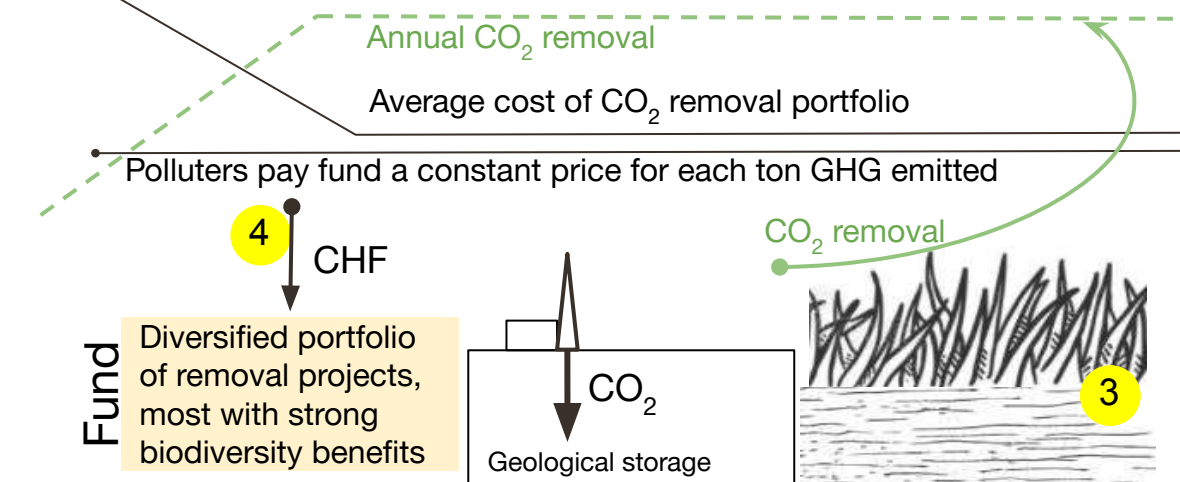 Annual CO₂ removal
Average cost of CO₂ removal portfolio
Polluters pay fund a constant price for each ton GHG emitted
4
CHF
CO₂ removal
Fund
Diversified portfolio
of removal projects,
most with strong
biodiversity benefits
CO₂
Geological storage
3